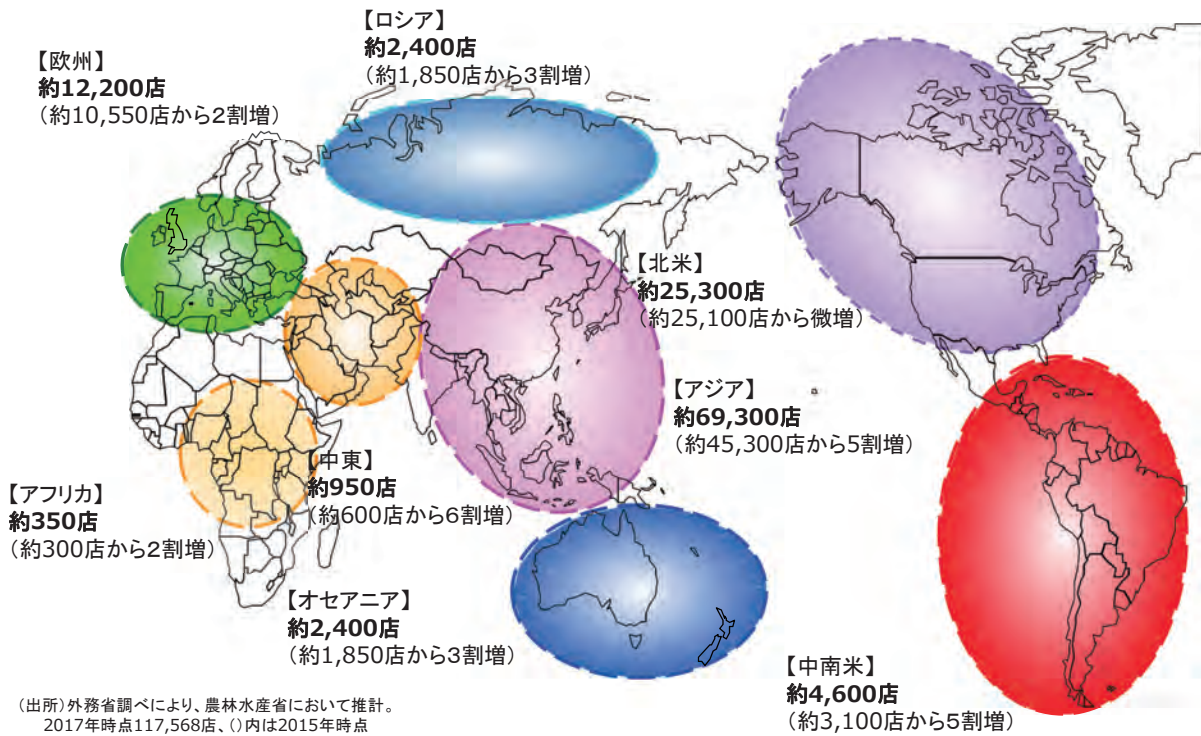 【ロシア】
約2,400店
（約1,850店から3割増）
【欧州】
約12,200店
（約10,550店から2割増）
【北米】
約25,300店
（約25,100店から微増）
【アジア】
約69,300店
（約45,300店から5割増）
【中東】
約950店
（約600店から6割増）
【アフリカ】
約350店
（約300店から2割増）
【オセアニア】
約2,400店
（約1,850店から3割増）
【中南米】
約4,600店
（約3,100店から5割増）
（出所）外務省調べにより、農林水産省において推計。
2017年時点117,568店、（）内は2015年時点